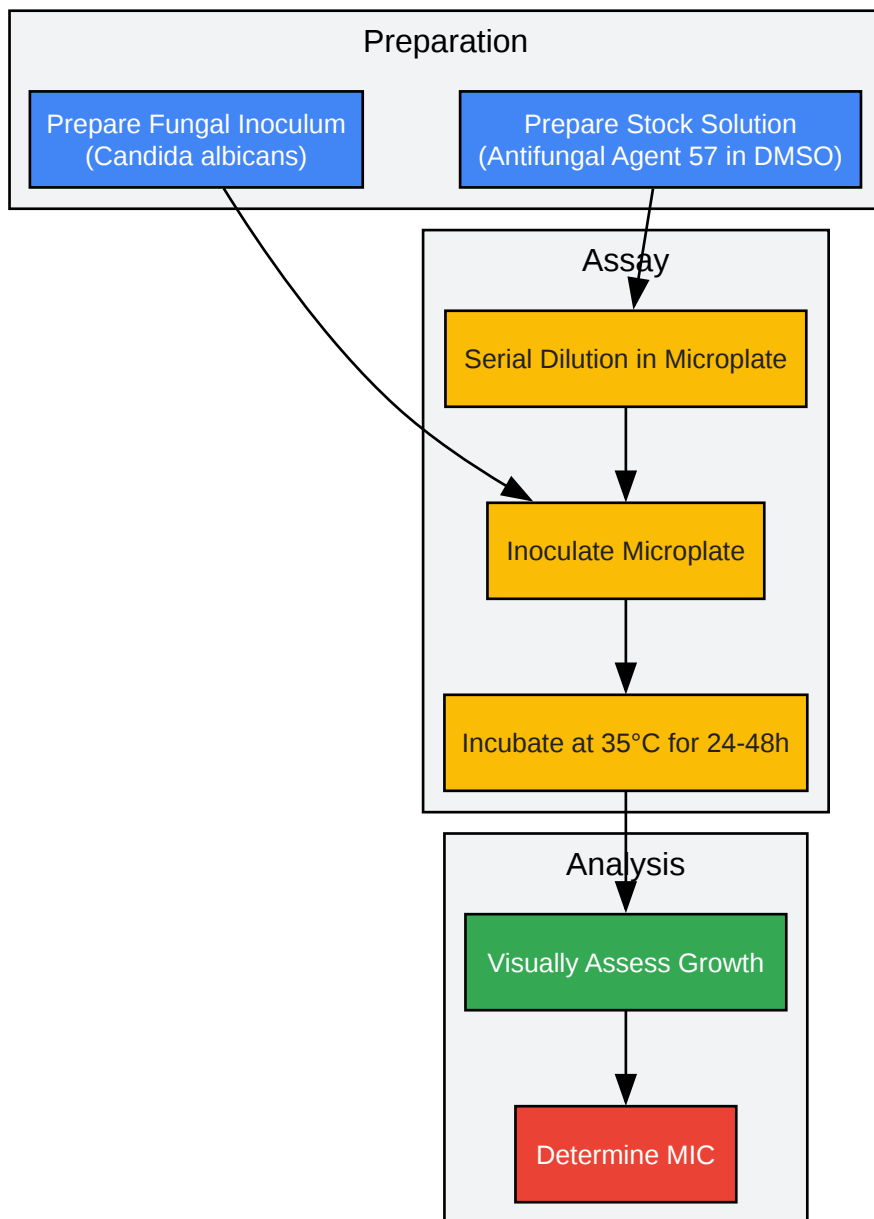 Preparation
Prepare Fungal Inoculum
(Candida albicans)
Prepare Stock Solution
(Antifungal Agent 57 in DMSO)
Assay
Serial Dilution in Microplate
Inoculate Microplate
Incubate at 35°C for 24-48h
Analysis
Visually Assess Growth
Determine MIC